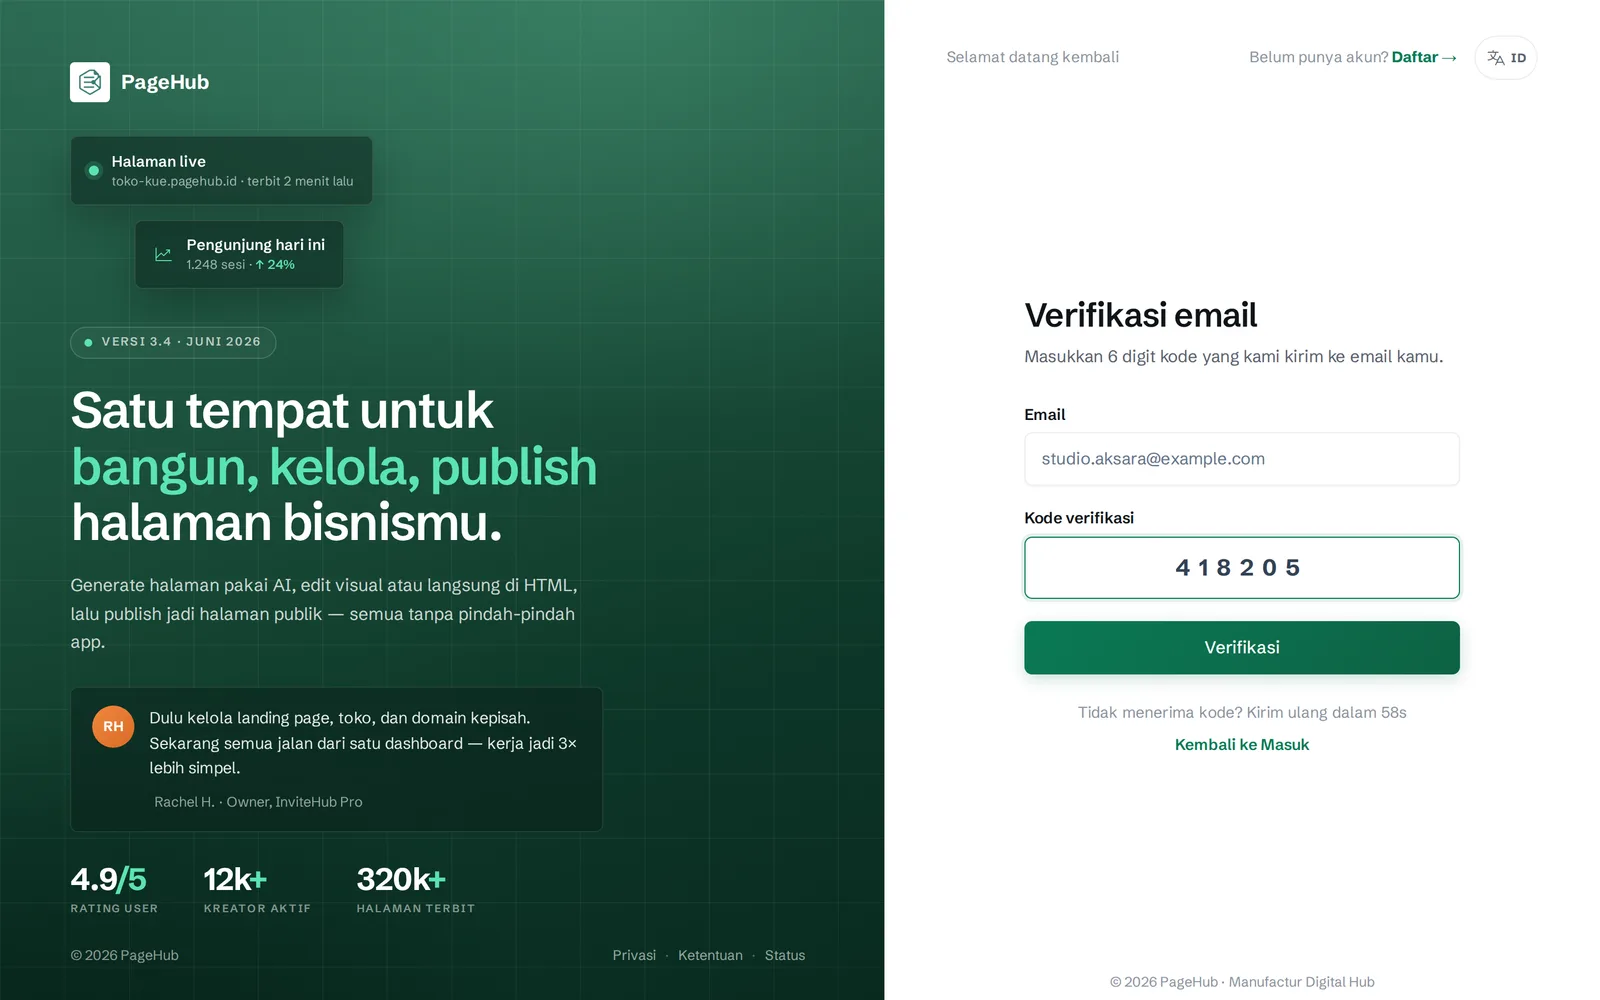 PageHub
Halaman live
toko-kue.pagehub.id · terbit 2 menit lalu
Pengunjung hari ini
1.248 sesi · ↑ 24%
VERSI 3.4 · JUNI 2026
Satu tempat untuk
bangun, kelola, publish
halaman bisnismu.
Generate halaman pakai AI, edit visual atau langsung di HTML,
lalu publish jadi halaman publik — semua tanpa pindah-pindah
app.
RH
Dulu kelola landing page, toko, dan domain kepisah.
Sekarang semua jalan dari satu dashboard — kerja jadi 3×
lebih simpel.
Rachel H. · Owner, InviteHub Pro
4.9/5
RATING USER
12k+
KREATOR AKTIF
320k+
HALAMAN TERBIT
© 2026 PageHub
Privasi · Ketentuan · Status
Selamat datang kembali
Belum punya akun? Daftar →
ID
Verifikasi email
Masukkan 6 digit kode yang kami kirim ke email kamu.
Email
studio.aksara@example.com
Kode verifikasi
418205
Verifikasi
Tidak menerima kode? Kirim ulang dalam 58s
Kembali ke Masuk
© 2026 PageHub · Manufactur Digital Hub